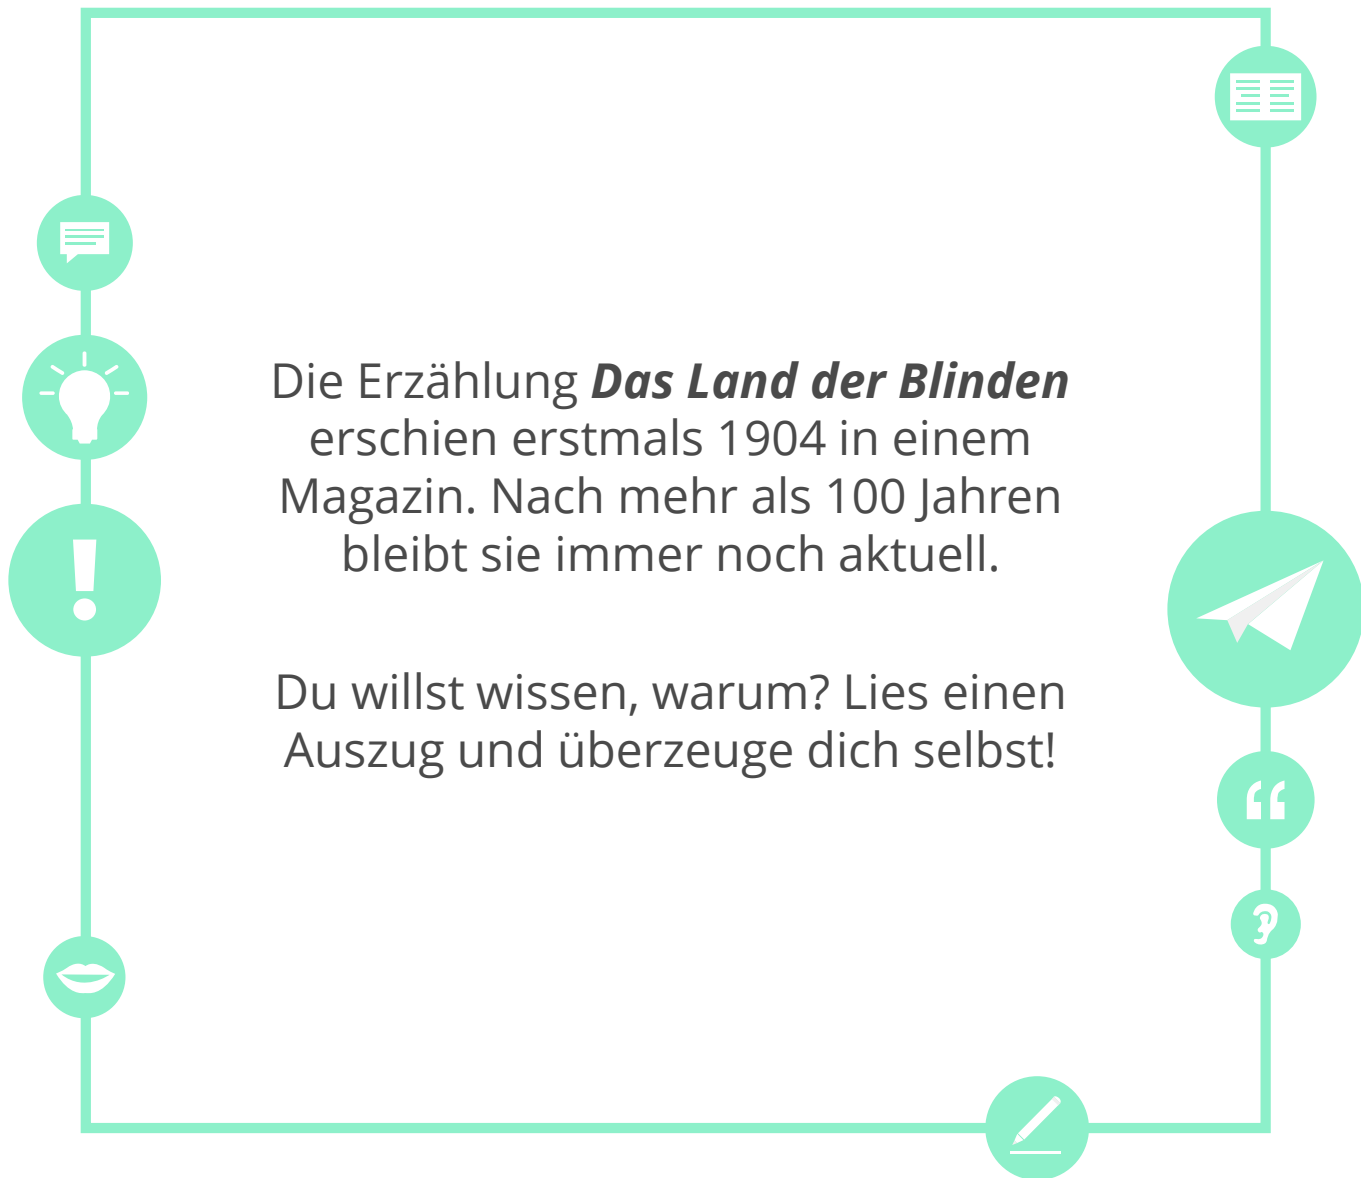 Die Erzählung Das Land der Blinden
erschien erstmals 1904 in einem
Magazin. Nach mehr als 100 Jahren
bleibt sie immer noch aktuell.
Du willst wissen, warum? Lies einen
Auszug und überzeuge dich selbst!